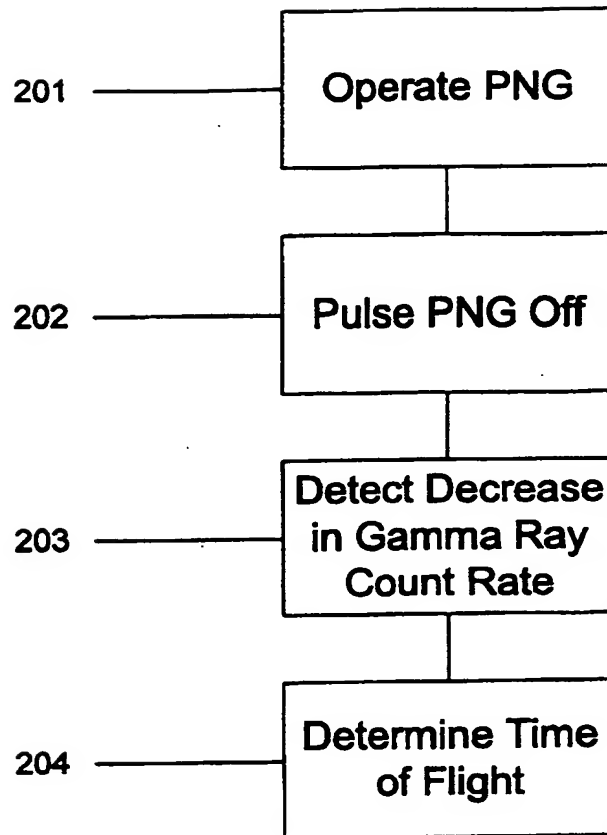 201
Operate PNG
202
Pulse PNG Off
203
Detect Decrease
in Gamma Ray
Count Rate
204
Determine Time
of Flight